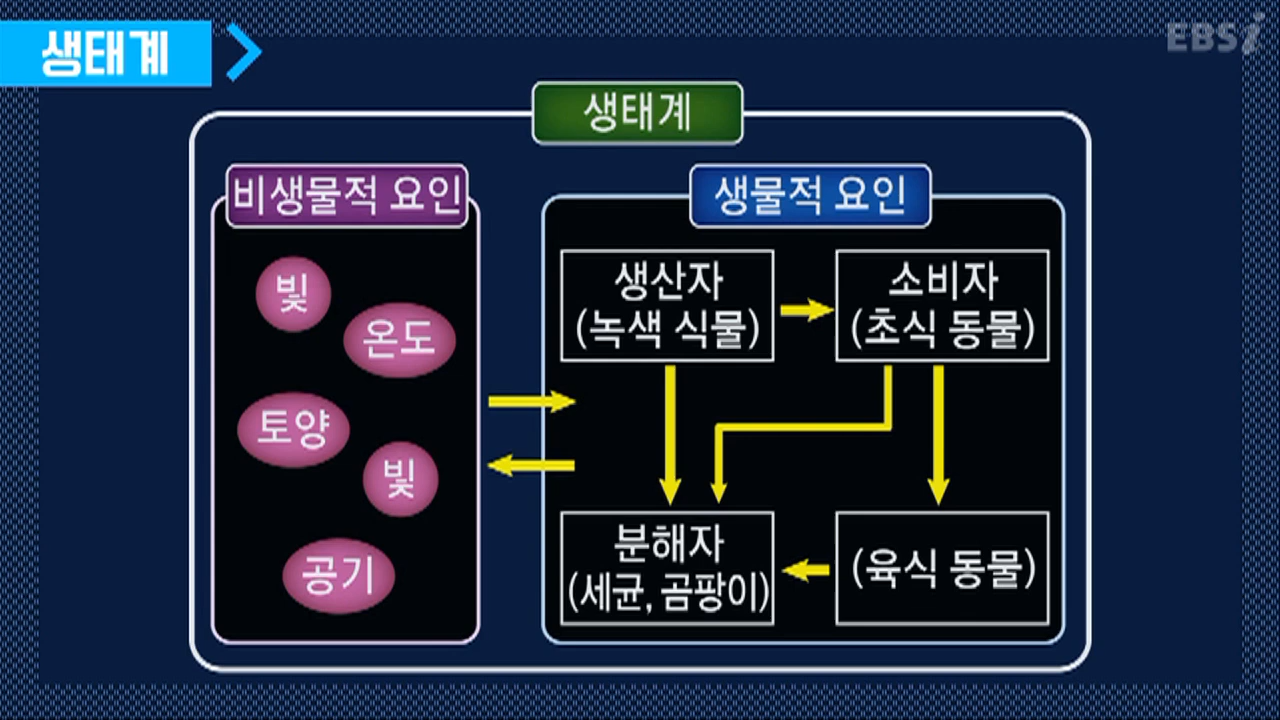 생태계
EBSi
생태계
비생물적 요인
생물적 요인
빛
온도
토양
빛
공기
생산자
(녹색 식물)
소비자
(초식 동물)
분해자
(세균, 곰팡이)
(육식 동물)